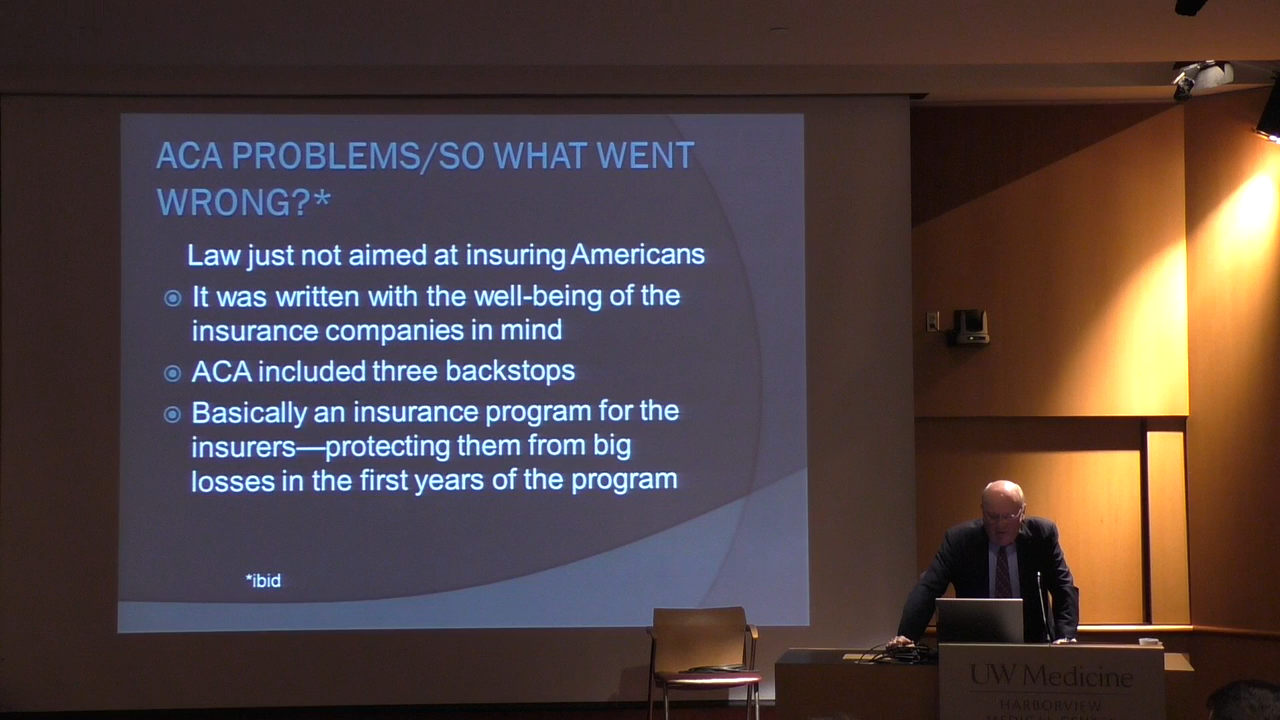 ACA PROBLEMS/SO WHAT WENT
WRONG?*
Law just not aimed at insuring Americans
It was written with the well-being of the
insurance companies in mind
ACA included three backstops
Basically an insurance program for the
insurers—protecting them from big
losses in the first years of the program
*ibid
UW Medicine
HARBORVIEW
MEDICAL